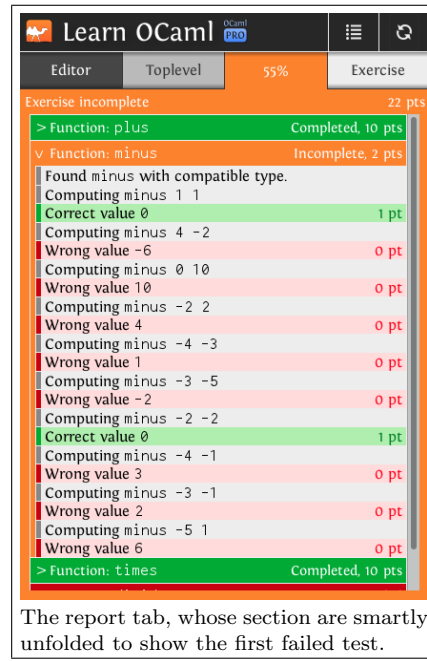 Learn OCaml OCaml PRO
Editor Toplevel 55% Exercise
Exercise incomplete 22 pts
> Function: plus Completed, 10 pts
v Function: minus Incomplete, 2 pts
Found minus with compatible type.
Computing minus 1 1
Correct value 0 1 pt
Computing minus 4 -2
Wrong value -6 0 pt
Computing minus 0 10
Wrong value 10 0 pt
Computing minus -2 2
Wrong value 4 0 pt
Computing minus -4 -3
Wrong value 1 0 pt
Computing minus -3 -5
Wrong value -2 0 pt
Computing minus -2 -2
Correct value 0 1 pt
Computing minus -4 -1
Wrong value 3 0 pt
Computing minus -3 -1
Wrong value 2 0 pt
Computing minus -5 1
Wrong value 6 0 pt
> Function: times Completed, 10 pts
The report tab, whose section are smartly
unfolded to show the first failed test.